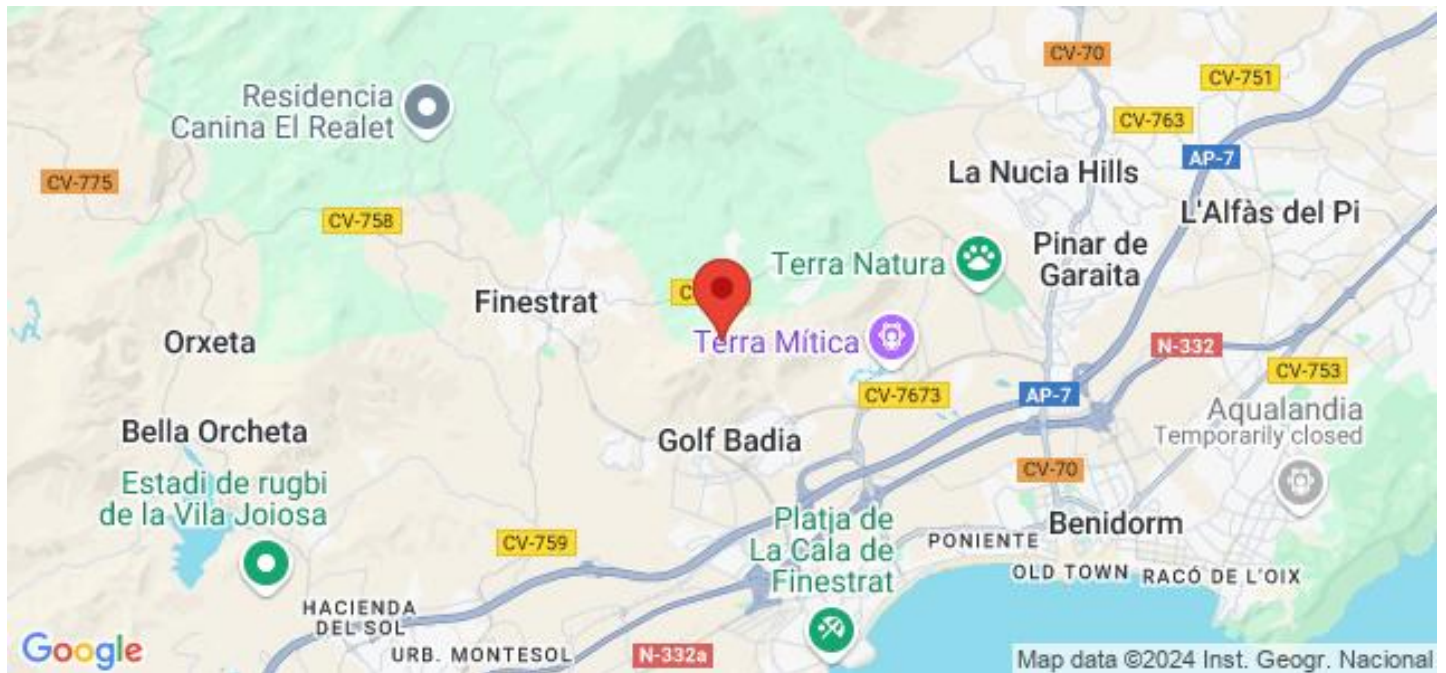 CV-70
CV-751
Residencia
Canina El Realet
CV-763
AP-7
La Nucia Hills
CV-775
CV-758
L'Alfàs del Pi
Terra Natura
Pinar de
Garaita
Finestrat
Orxeta
Terra Mítica
N-332
CV-753
CV-7673
AP-7
Aqualandia
Temporarily closed
Bella Orcheta
Golf Badia
CV-70
Estadi de rugbi
de la Vila Joiosa
Platja de
La Cala de
Finestrat
Benidorm
PONIENTE
CV-759
OLD TOWN
RACÓ DE L'OIX
HACIENDA
DEL SOL
URB. MONTESOL
N-332a
Google
Map data ©2024 Inst. Geogr. Nacional